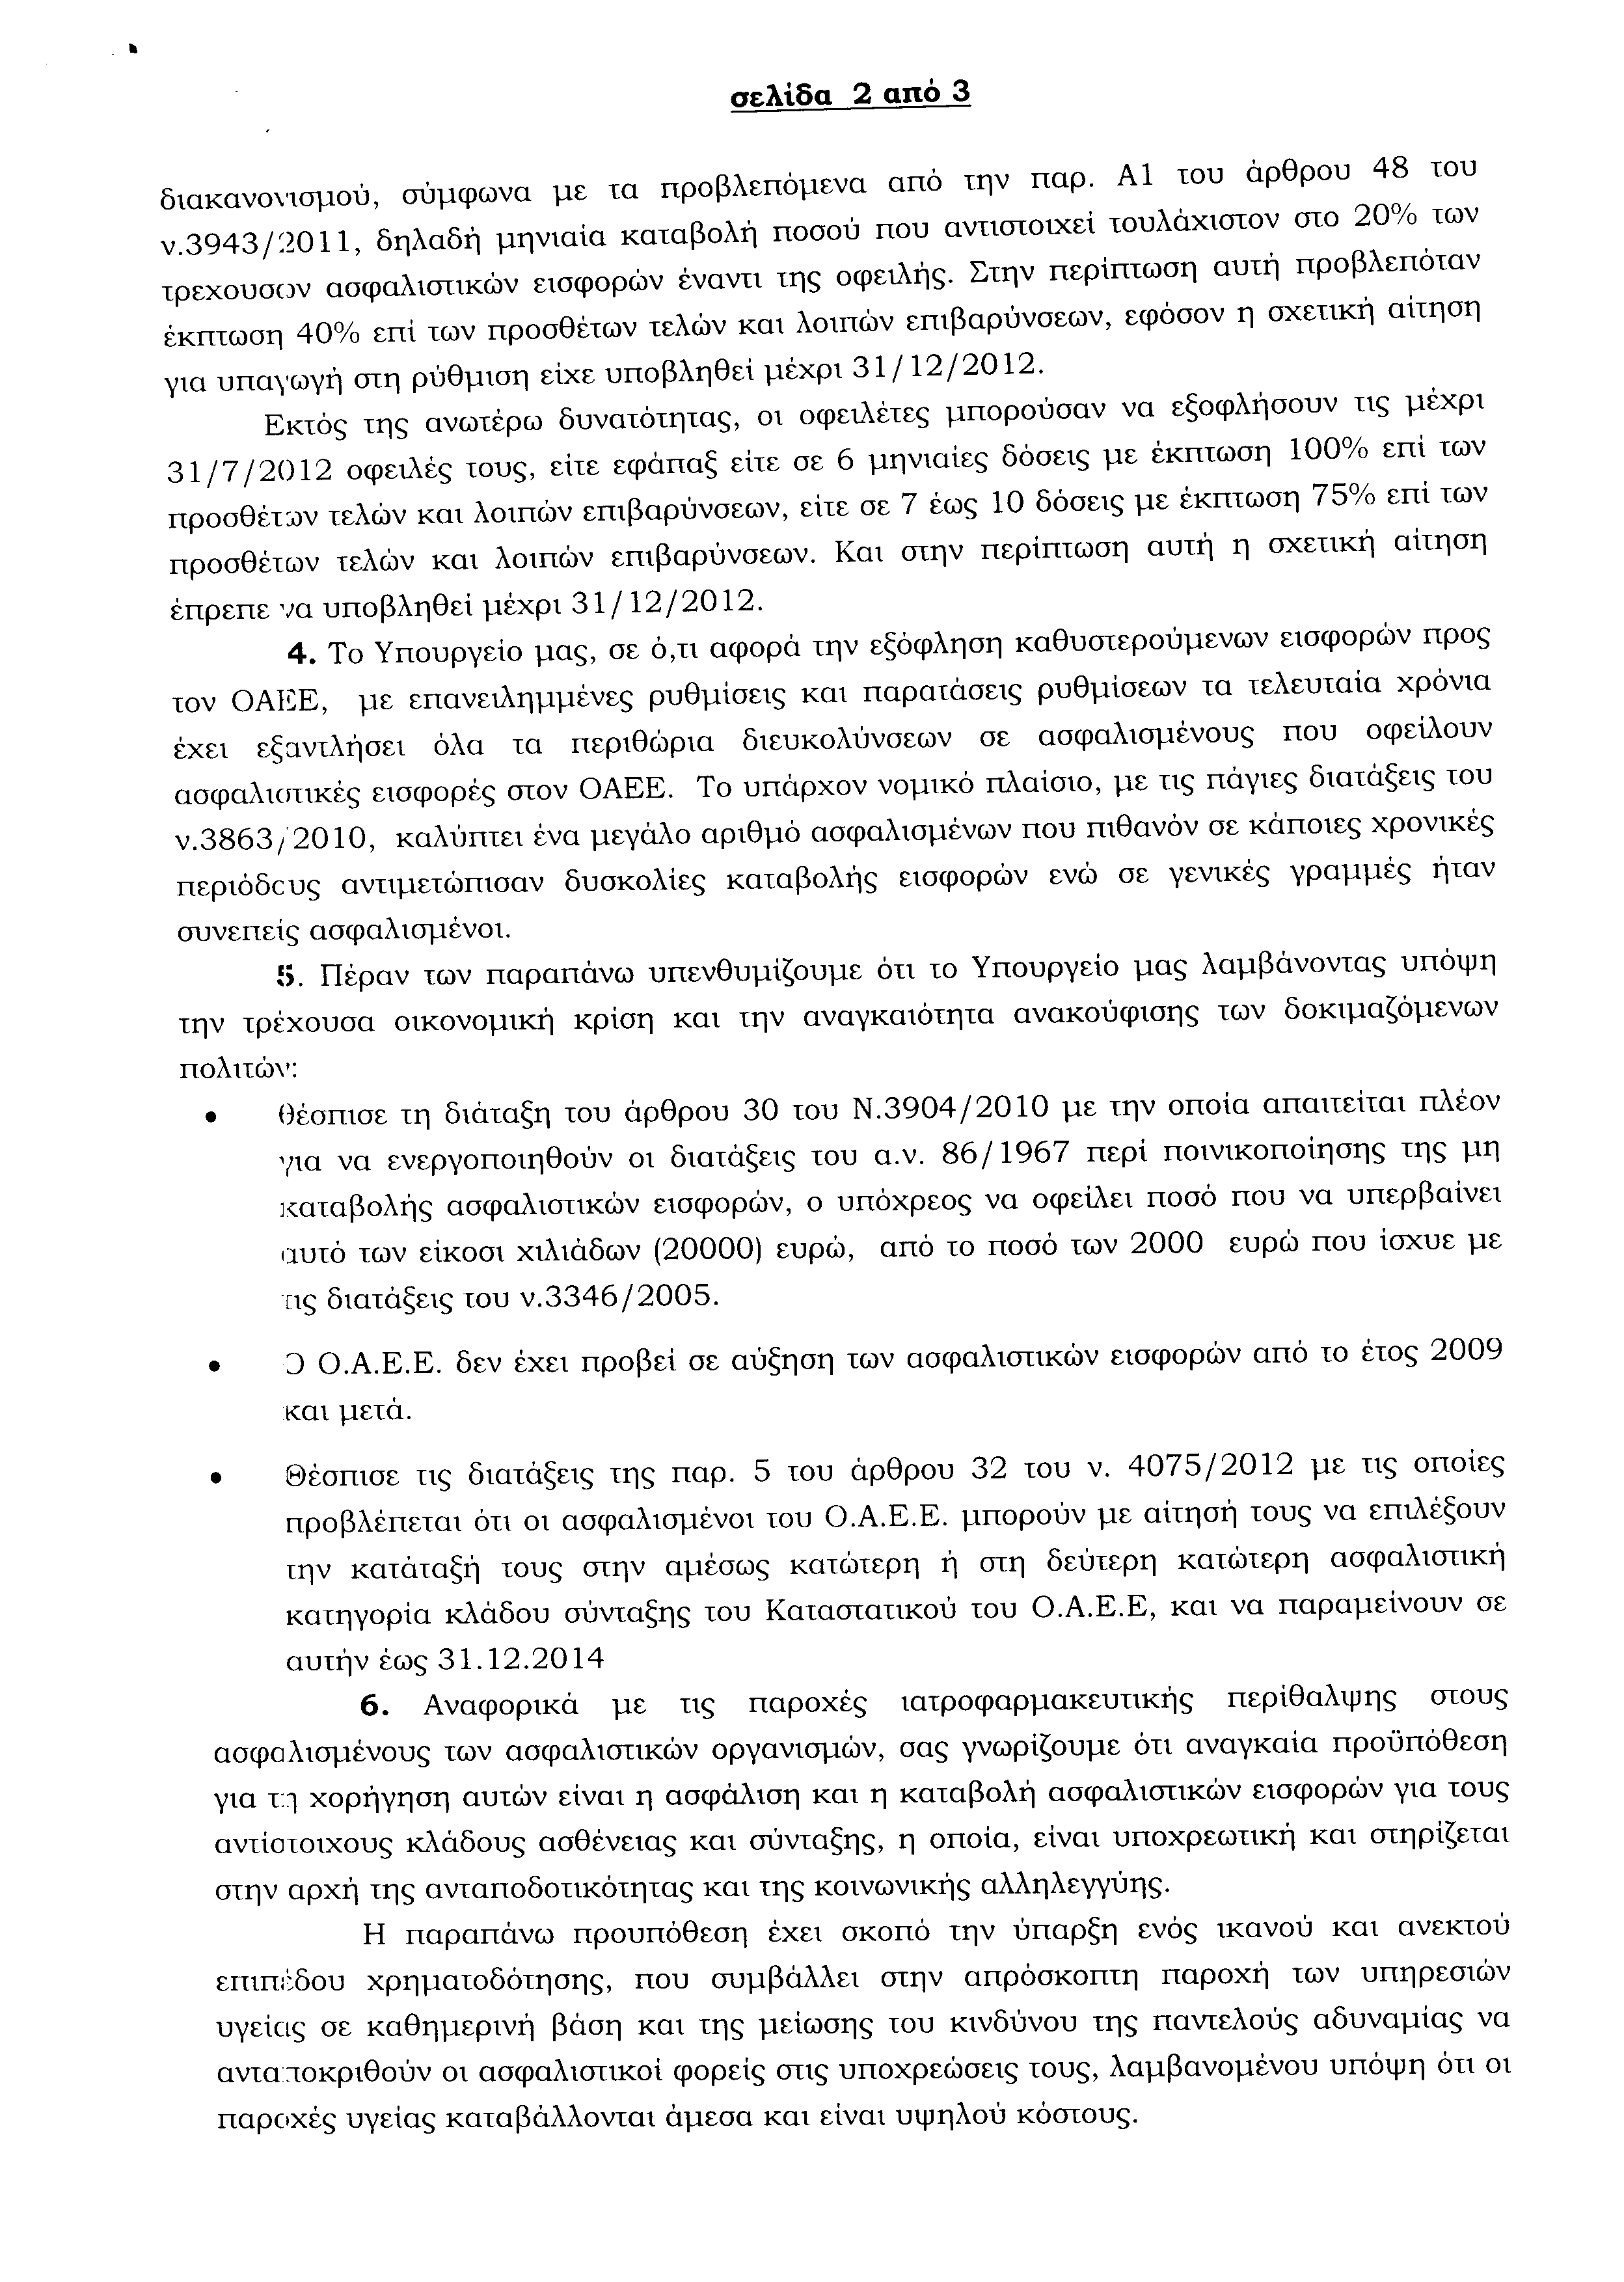 σελίδα 2 από 3
διακανονισμού, σύμφωνα με τα προβλεπόμενα από την παρ. Α1 του άρθρου 48 του
ν.3943/2011, δηλαδή μηνιαία καταβολή ποσού που αντιστοιχεί τουλάχιστον στο 20% των
τρεχουσων ασφαλιστικών εισφορών έναντι της οφειλής. Στην περίπτωση αυτή προβλεπόταν
έκπτωση 40% επί των προσθέτων τελών και λοιπών επιβαρύνσεων, εφόσον η σχετική αίτηση
για υπαγωγή στη ρύθμιση είχε υποβληθεί μέχρι 31/12/2012.
Εκτός της ανωτέρω δυνατότητας, οι οφειλέτες μπορούσαν να εξοφλήσουν τις μέχρι
31/7/2012 οφειλές τους, είτε εφάπαξ είτε σε 6 μηνιαίες δόσεις με έκπτωση 100% επί των
προσθέτων τελών και λοιπών επιβαρύνσεων, είτε σε 7 έως 10 δόσεις με έκπτωση 75% επί των
προσθέτων τελών και λοιπών επιβαρύνσεων. Και στην περίπτωση αυτή η σχετική αίτηση
έπρεπε να υποβληθεί μέχρι 31/12/2012.
4. Το Υπουργείο μας, σε ό,τι αφορά την εξόφληση καθυστερούμενων εισφορών προς
τον ΟΑΕΕ, με επανειλημμένες ρυθμίσεις και παρατάσεις ρυθμίσεων τα τελευταία χρόνια
έχει εξαντλήσει όλα τα περιθώρια διευκολύνσεων σε ασφαλισμένους που οφείλουν
ασφαλιστικές εισφορές στον ΟΑΕΕ. Το υπάρχον νομικό πλαίσιο, με τις πάγιες διατάξεις του
ν.3863/2010, καλύπτει ένα μεγάλο αριθμό ασφαλισμένων που πιθανόν σε κάποιες χρονικές
περιόδους αντιμετώπισαν δυσκολίες καταβολής εισφορών ενώ σε γενικές γραμμές ήταν
συνεπείς ασφαλισμένοι.
5. Πέραν των παραπάνω υπενθυμίζουμε ότι το Υπουργείο μας λαμβάνοντας υπόψη
την τρέχουσα οικονομική κρίση και την αναγκαιότητα ανακούφισης των δοκιμαζόμενων
πολιτών:
• θέσπισε τη διάταξη του άρθρου 30 του Ν.3904/2010 με την οποία απαιτείται πλέον
για να ενεργοποιηθούν οι διατάξεις του α.ν. 86/1967 περί ποινικοποίησης της μη
καταβολής ασφαλιστικών εισφορών, ο υπόχρεος να οφείλει ποσό που να υπερβαίνει
αυτό των είκοσι χιλιάδων (20000) ευρώ, από το ποσό των 2000 ευρώ που ίσχυε με
τις διατάξεις του ν.3346/2005.
• Ο Ο.Α.Ε.Ε. δεν έχει προβεί σε αύξηση των ασφαλιστικών εισφορών από το έτος 2009
και μετά.
• Θέσπισε τις διατάξεις της παρ. 5 του άρθρου 32 του ν. 4075/2012 με τις οποίες
προβλέπεται ότι οι ασφαλισμένοι του Ο.Α.Ε.Ε. μπορούν με αίτησή τους να επιλέξουν
την κατάταξή τους στην αμέσως κατώτερη ή στη δεύτερη κατώτερη ασφαλιστική
κατηγορία κλάδου σύνταξης του Καταστατικού του Ο.Α.Ε.Ε, και να παραμείνουν σε
αυτήν έως 31.12.2014
6. Αναφορικά με τις παροχές ιατροφαρμακευτικής περίθαλψης στους
ασφαλισμένους των ασφαλιστικών οργανισμών, σας γνωρίζουμε ότι αναγκαία προϋπόθεση
για τη χορήγηση αυτών είναι η ασφάλιση και η καταβολή ασφαλιστικών εισφορών για τους
αντίστοιχους κλάδους ασθένειας και σύνταξης, η οποία, είναι υποχρεωτική και στηρίζεται
στην αρχή της ανταποδοτικότητας και της κοινωνικής αλληλεγγύης.
Η παραπάνω προυπόθεση έχει σκοπό την ύπαρξη ενός ικανού και ανεκτού
επιπέδου χρηματοδότησης, που συμβάλλει στην απρόσκοπτη παροχή των υπηρεσιών
υγείας σε καθημερινή βάση και της μείωσης του κινδύνου της παντελούς αδυναμίας να
ανταποκριθούν οι ασφαλιστικοί φορείς στις υποχρεώσεις τους, λαμβανομένου υπόψη ότι οι
παροχές υγείας καταβάλλονται άμεσα και είναι υψηλού κόστους.